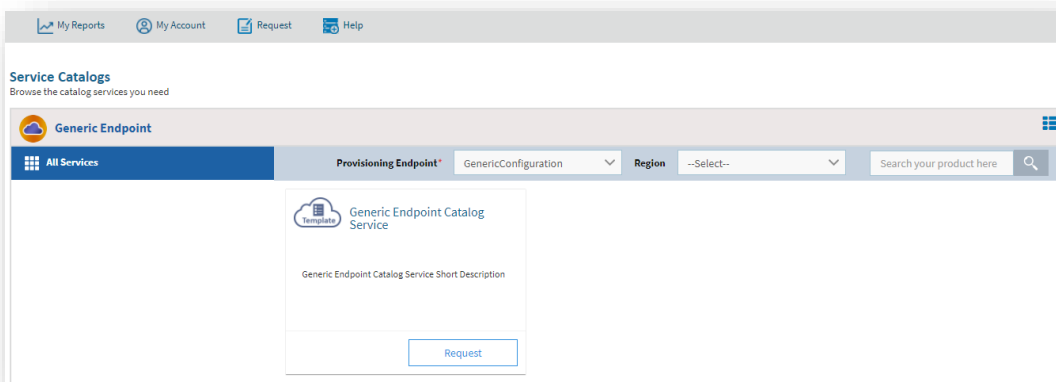 My Reports My Account Request Help
Service Catalogs
Browse the catalog services you need
Generic Endpoint
All Services Provisioning Endpoint* GenericConfiguration Region --Select-- Search your product here
Template
Generic Endpoint Catalog
Service
Generic Endpoint Catalog Service Short Description
Request